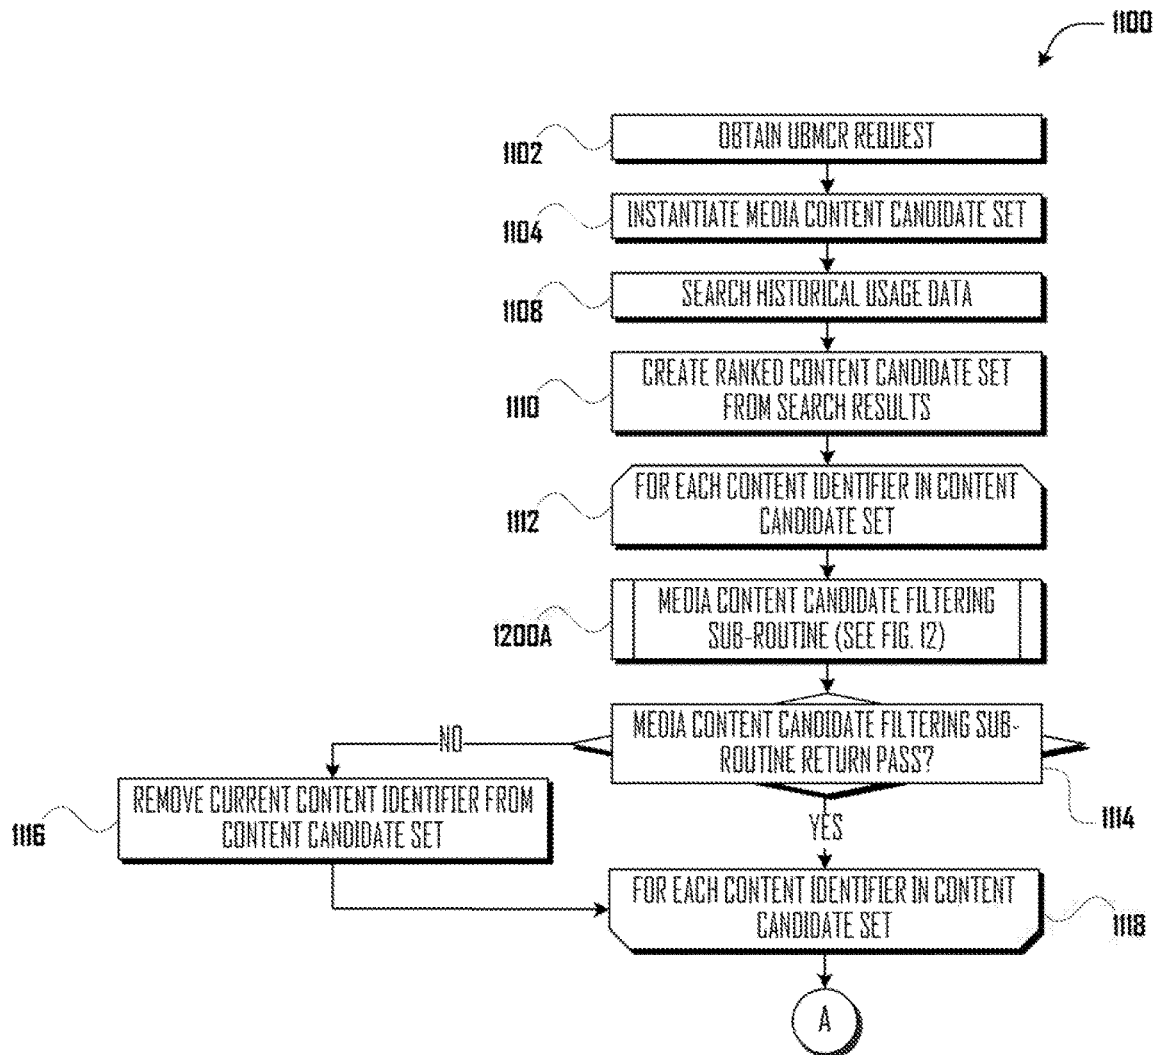 1100
1102
OBTAIN UBMCR REQUEST
1104
INSTANTIATE MEDIA CONTENT CANDIDATE SET
1108
SEARCH HISTORICAL USAGE DATA
1110
CREATE RANKED CONTENT CANDIDATE SET
FROM SEARCH RESULTS
1112
FOR EACH CONTENT IDENTIFIER IN CONTENT
CANDIDATE SET
1200A
MEDIA CONTENT CANDIDATE FILTERING
SUB-ROUTINE (SEE FIG. 12)
MEDIA CONTENT CANDIDATE FILTERING SUB-
ROUTINE RETURN PASS?
1114
NO
YES
1116
REMOVE CURRENT CONTENT IDENTIFIER FROM
CONTENT CANDIDATE SET
FOR EACH CONTENT IDENTIFIER IN CONTENT
CANDIDATE SET
1118
A